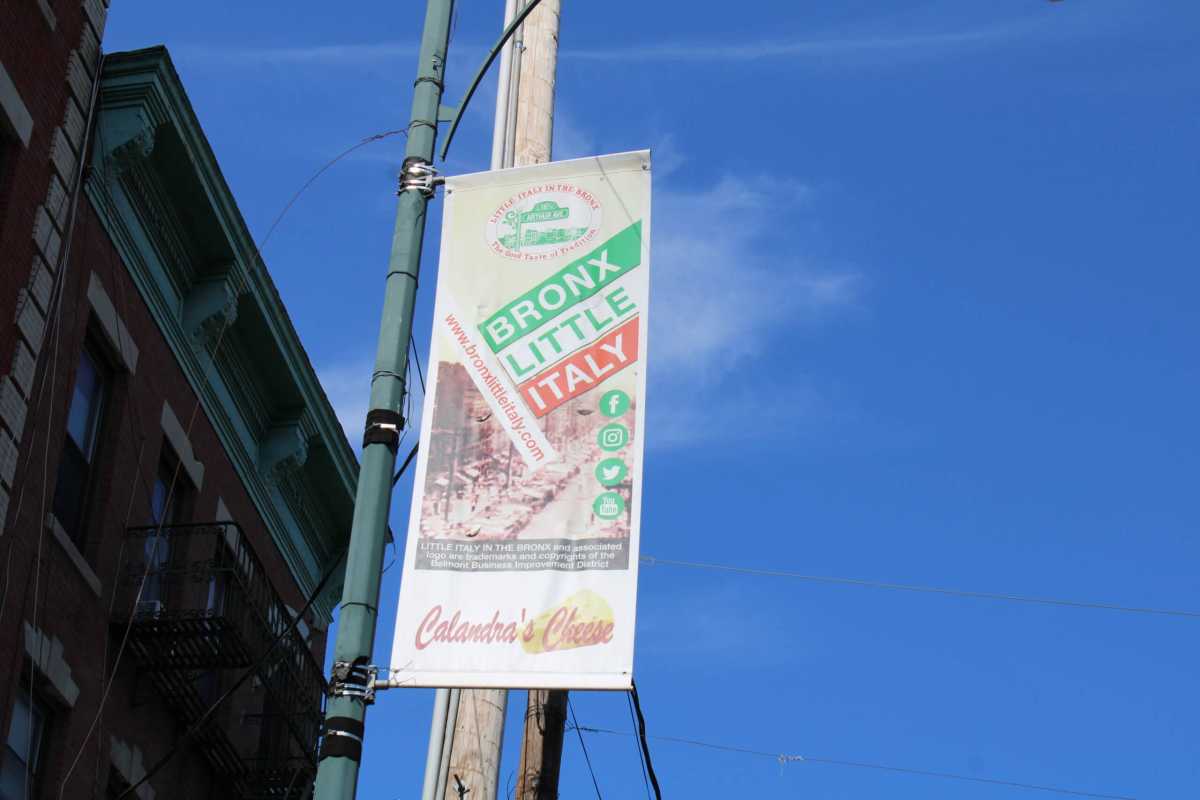 LITTLE ITALY IN THE BRONX
ARTHUR AVE
The Good Taste of Tradition
BRONX
LITTLE
ITALY
www.bronxlittleitaly.com
You
Tube
LITTLE ITALY IN THE BRONX and associated
logo are trademarks and copyrights of the
Belmont Business Improvement District
Calandra's Cheese